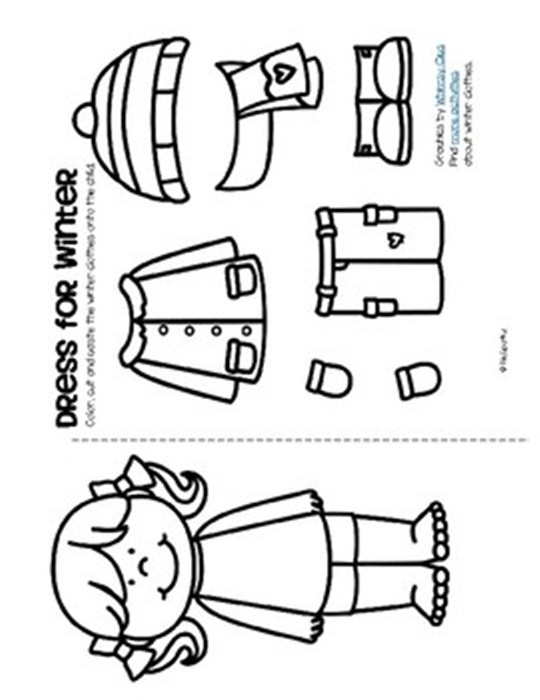 DRESS FOR WINTER
Color, cut and paste the winter clothes onto the child.
Graphics by Whimsy Clips
Find more activities
about winter clothes.